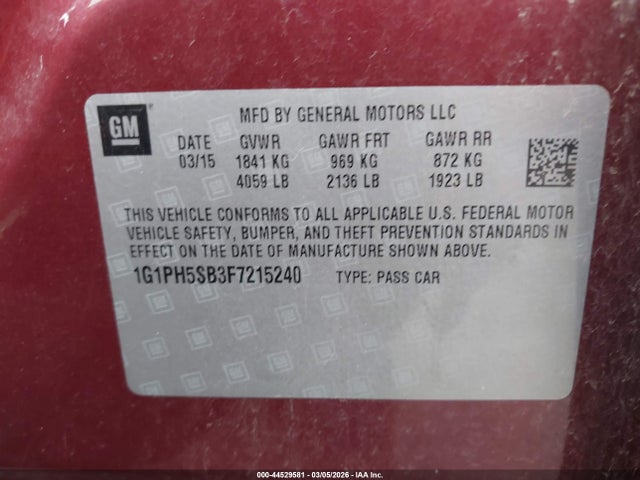 GM
MFD BY GENERAL MOTORS LLC
DATE GVWR GAWR FRT GAWR RR
03/15 1841 KG 969 KG 872 KG
4059 LB 2136 LB 1923 LB
THIS VEHICLE CONFORMS TO ALL APPLICABLE U.S. FEDERAL MOTOR
VEHICLE SAFETY, BUMPER, AND THEFT PREVENTION STANDARDS IN
EFFECT ON THE DATE OF MANUFACTURE SHOWN ABOVE.
1G1PH5SB3F7215240 TYPE: PASS CAR
000-44529581 - 03/05/2026 - IAA Inc.